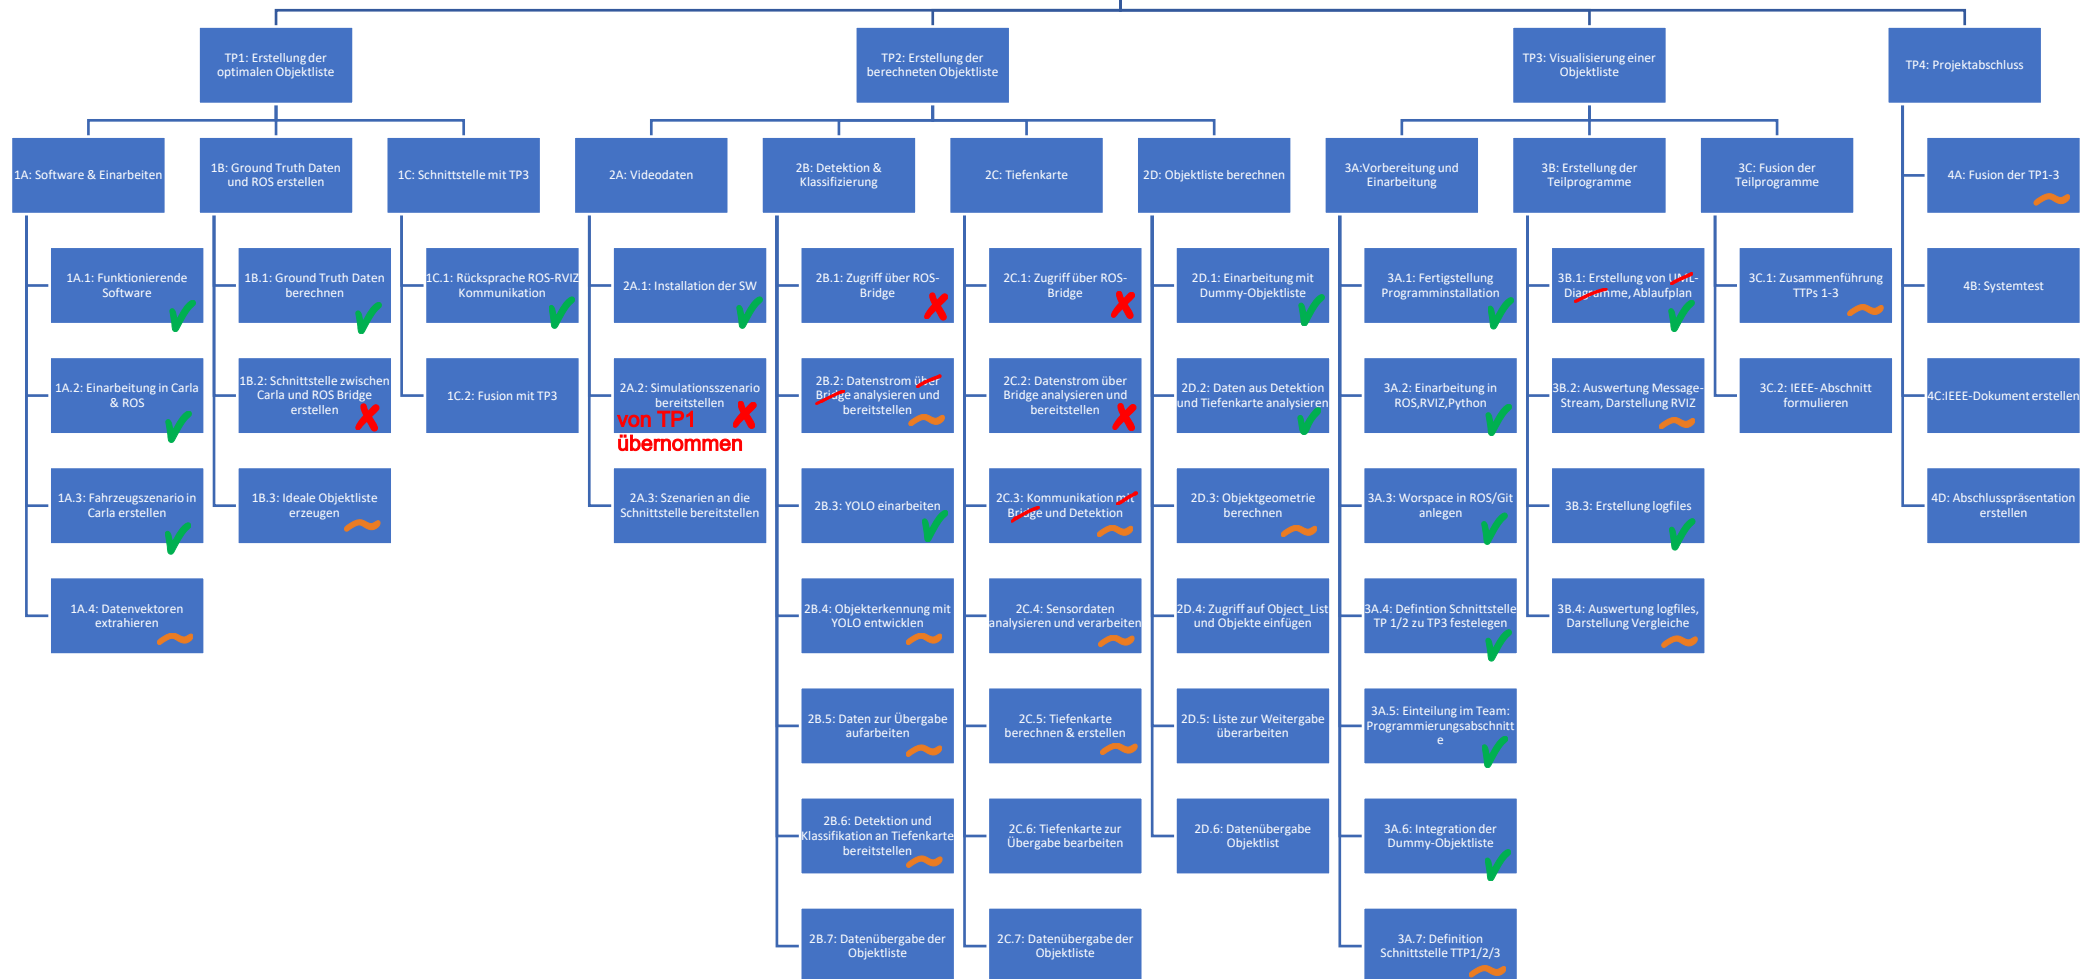 TP1: Erstellung der
optimalen Objektliste
TP2: Erstellung der
berechneten Objektliste
TP3: Visualisierung einer
Objektliste
TP4: Projektabschluss
1A: Software & Einarbeiten
1B: Ground Truth Daten
und ROS erstellen
1C: Schnittstelle mit TP3
2A: Videodaten
2B: Detektion &
Klassifizierung
2C: Tiefenkarte
2D: Objektliste berechnen
3A:Vorbereitung und
Einarbeitung
3B: Erstellung der
Teilprogramme
3C: Fusion der
Teilprogramme
4A: Fusion der TP1-3
1A.1: Funktionierende
Software
1B.1: Ground Truth Daten
berechnen
1C.1: Rücksprache ROS-RVIZ
Kommunikation
2A.1: Installation der SW
2B.1: Zugriff über ROS-
Bridge
2C.1: Zugriff über ROS-
Bridge
2D.1: Einarbeitung mit
Dummy-Objektliste
3A.1: Fertigstellung
Programminstallation
3B.1: Erstellung von UML-
Diagramme, Ablaufplan
3C.1: Zusammenführung
TTPs 1-3
4B: Systemtest
1A.2: Einarbeitung in Carla
& ROS
1B.2: Schnittstelle zwischen
Carla und ROS Bridge
erstellen
1C.2: Fusion mit TP3
2A.2: Simulationsszenario
bereitstellen
von TP1
übernommen
2B.2: Datenstrom über
Bridge analysieren und
bereitstellen
2C.2: Datenstrom über
Bridge analysieren und
bereitstellen
2D.2: Daten aus Detektion
und Tiefenkarte analysieren
3A.2: Einarbeitung in
ROS,RVIZ,Python
3B.2: Auswertung Message-
Stream, Darstellung RVIZ
3C.2: IEEE- Abschnitt
formulieren
4C:IEEE-Dokument erstellen
1A.3: Fahrzeugszenario in
Carla erstellen
1B.3: Ideale Objektliste
erzeugen
2A.3: Szenarien an die
Schnittstelle bereitstellen
2B.3: YOLO einarbeiten
2C.3: Kommunikation mit
Bridge und Detektion
2D.3: Objektgeometrie
berechnen
3A.3: Worspace in ROS/Git
anlegen
3B.3: Erstellung logfiles
4D: Abschlusspräsentation
erstellen
1A.4: Datenvektoren
extrahieren
2B.4: Objekterkennung mit
YOLO entwicklen
2C.4: Sensordaten
analysieren und verarbeiten
2D.4: Zugriff auf Object_List
und Objekte einfügen
3A.4: Defintion Schnittstelle
TP 1/2 zu TP3 festelegen
3B.4: Auswertung logfiles,
Darstellung Vergleiche
2B.5: Daten zur Übergabe
aufarbeiten
2C.5: Tiefenkarte
berechnen & erstellen
2D.5: Liste zur Weitergabe
überarbeiten
3A.5: Einteilung im Team:
Programmierungsabschnitt
e
2B.6: Detektion und
Klassifikation an Tiefenkarte
bereitstellen
2C.6: Tiefenkarte zur
Übergabe bearbeiten
2D.6: Datenübergabe
Objektlist
3A.6: Integration der
Dummy-Objektliste
2B.7: Datenübergabe der
Objektliste
2C.7: Datenübergabe der
Objektliste
3A.7: Definition
Schnittstelle TTP1/2/3